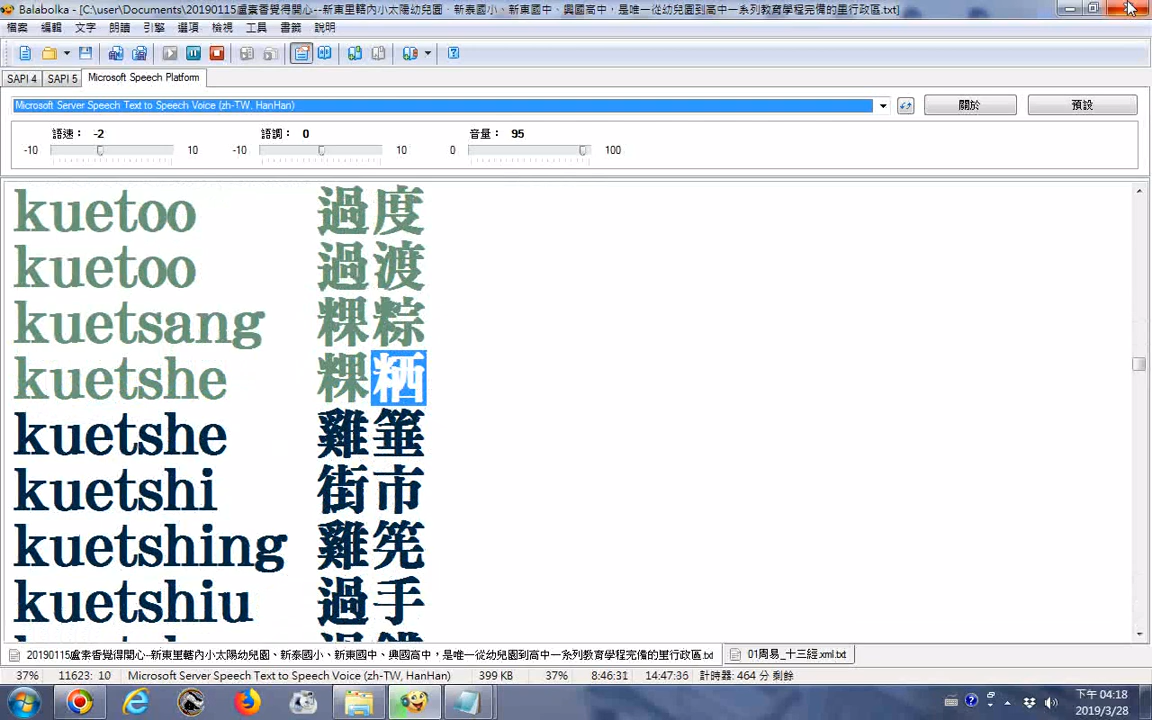 Balabolka - [C:\user\Documents\20190115盧索香覺得開心--新東里轄內小太陽幼兒園、新泰國小、新東國中、興國高中，是唯一從幼兒園到高中一系列教育學程完備的里行政區.txt]
檔案 編輯 文字 朗讀 引擎 選項 檢視 工具 書籤 說明
SAPI 4 SAPI 5 Microsoft Speech Platform
Microsoft Server Speech Text to Speech Voice (zh-TW, HanHan) 關於 預設
語速： -2 語調： 0 音量： 95
-10 10 -10 10 0 100
kuetoo 過度
kuetoo 過渡
kuetsang 粿粽
kuetshe 粿粞
kuetshe 雞箠
kuetshi 街市
kuetshing 雞筅
kuetshiu 過手
20190115盧索香覺得開心--新東里轄內小太陽幼兒園、新泰國小、新東國中、興國高中，是唯一從幼兒園到高中一系列教育學程完備的里行政區.txt 01周易_十三經.xml.txt
37% 11623: 10 Microsoft Server Speech Text to Speech Voice (zh-TW, HanHan) 399 KB 37% 8:46:31 14:47:36 計時器: 464 分 剩餘
下午 04:18
2019/3/28